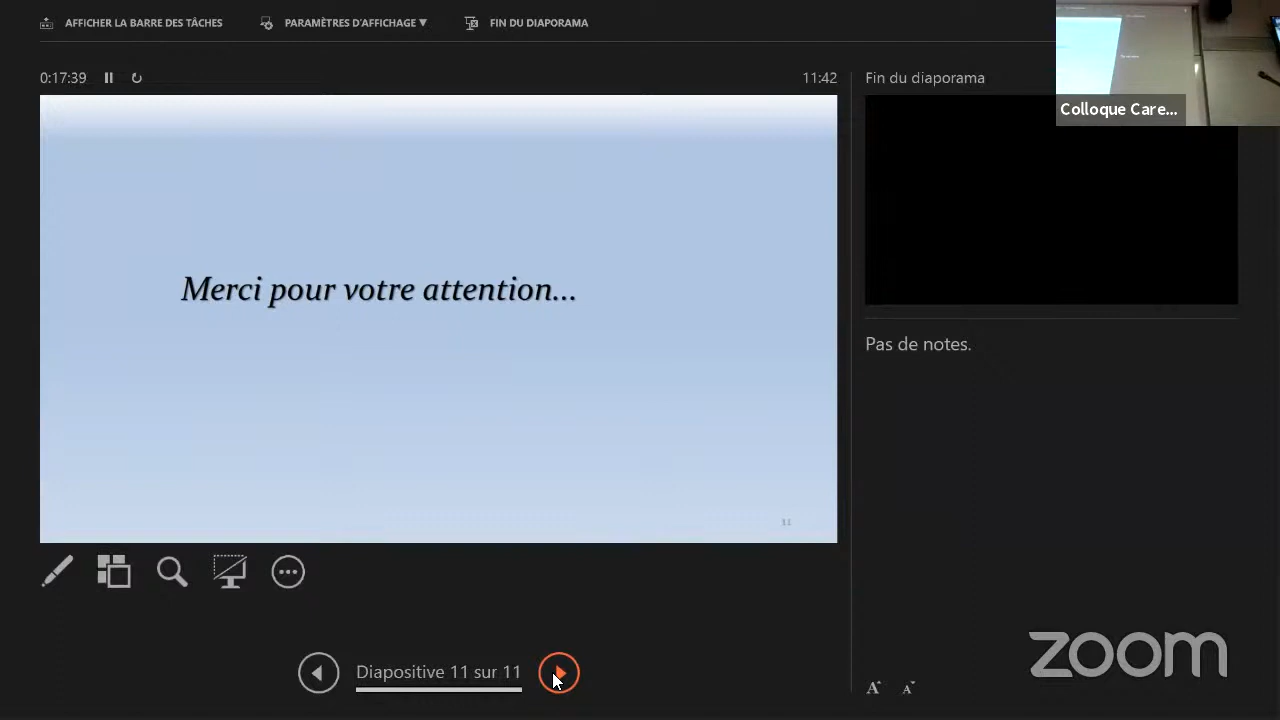 AFFICHER LA BARRE DES TÂCHES
PARAMÈTRES D'AFFICHAGE ▼
FIN DU DIAPORAMA
0:17:39
11:42
Fin du diaporama
Colloque Care...
Merci pour votre attention...
11
Pas de notes.
Diapositive 11 sur 11
A A
zoom